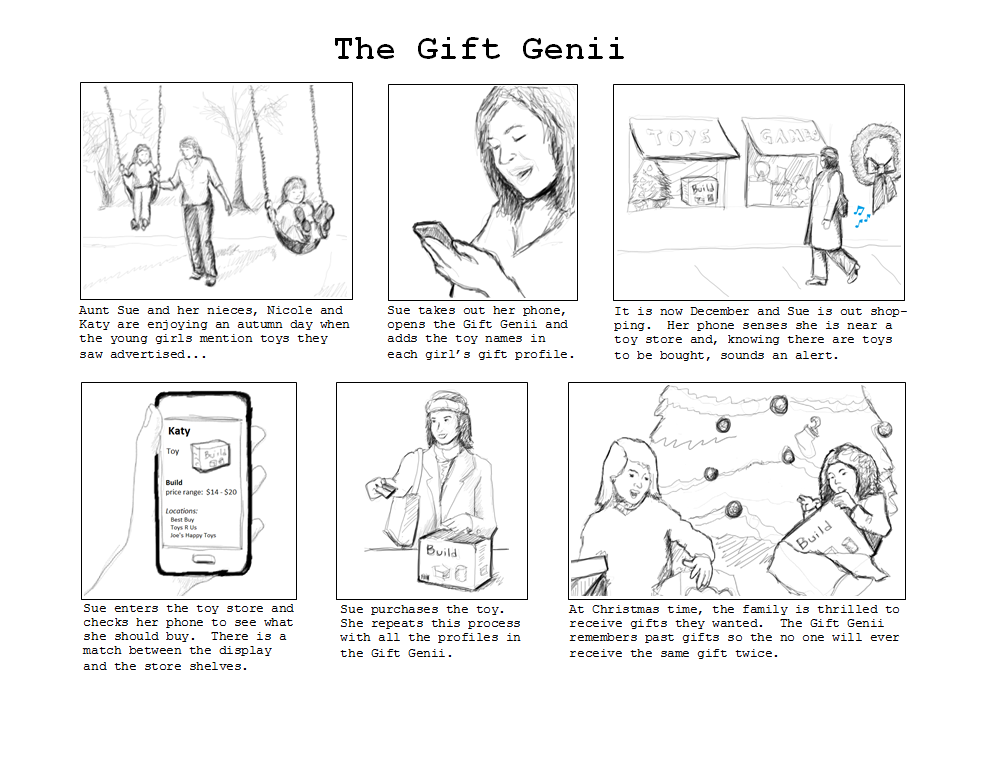 The Gift Genii
TOYS
GAMES
Build
Aunt Sue and her nieces, Nicole and
Katy are enjoying an autumn day when
the young girls mention toys they
saw advertised...
Sue takes out her phone,
opens the Gift Genii and
adds the toy names in
each girl's gift profile.
It is now December and Sue is out shop-
ping.  Her phone senses she is near a
toy store and, knowing there are toys
to be bought, sounds an alert.
Katy
Toy
Build
Build
price range: $14 - $20
Locations:
Best Buy
Toys R Us
Joe's Happy Toys
Build
Build
Sue enters the toy store and
checks her phone to see what
she should buy.  There is a
match between the display
and the store shelves.
Sue purchases the toy.
She repeats this process
with all the profiles in
the Gift Genii.
At Christmas time, the family is thrilled to
receive gifts they wanted.  The Gift Genii
remembers past gifts so the no one will ever
receive the same gift twice.